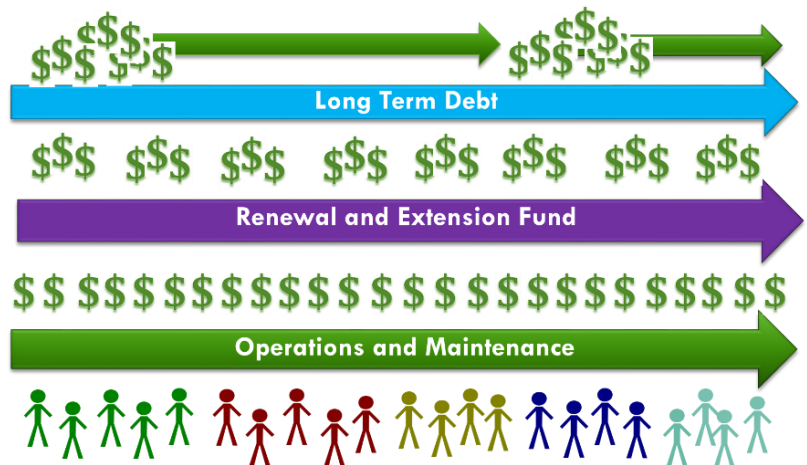 Long Term Debt
Renewal and Extension Fund
Operations and Maintenance